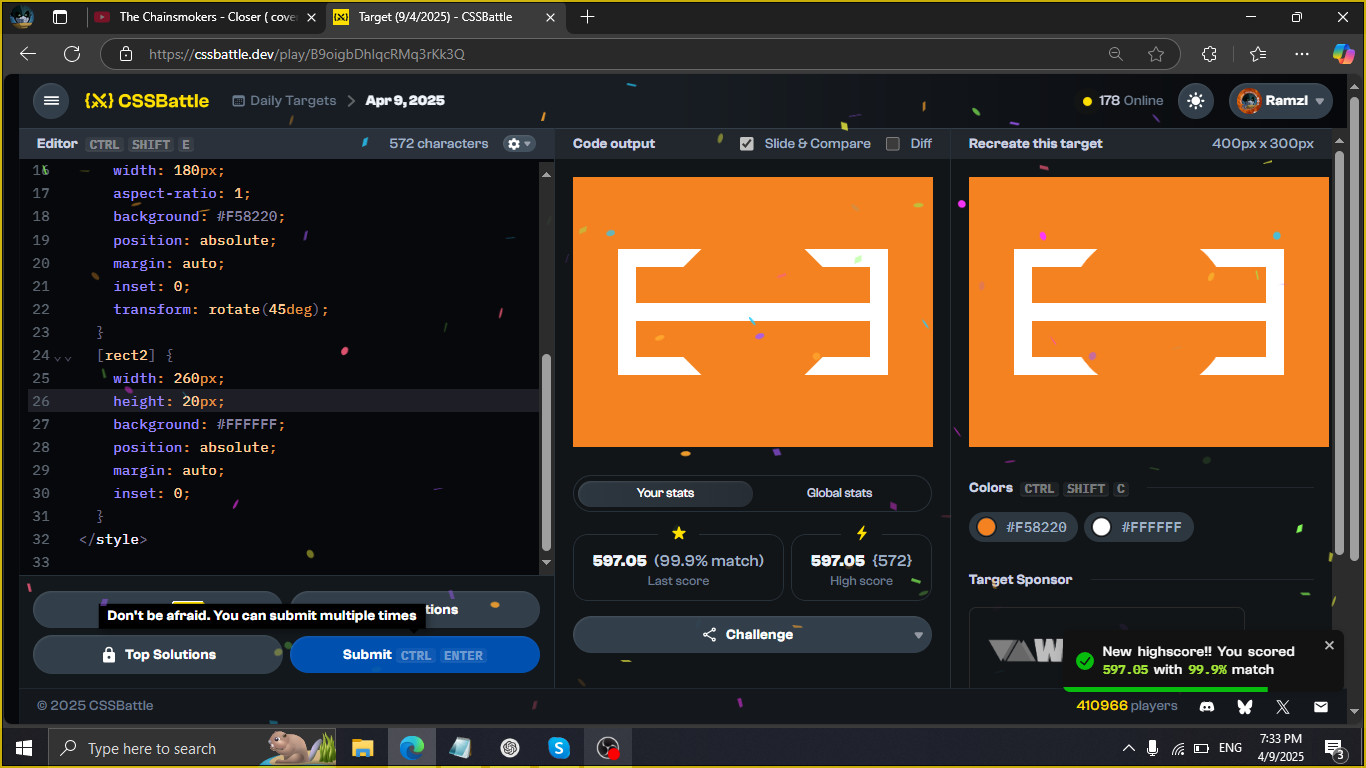 The Chainsmokers - Closer ( cove
Target (9/4/2025) - CSSBattle
https://cssbattle.dev/play/B9oigbDhlqcRMq3rKk3Q
{X} CSSBattle
Daily Targets > Apr 9, 2025
178 Online
Ramzl
Editor CTRL SHIFT E
572 characters
Code output
Slide & Compare
Diff
Recreate this target
400px x 300px
16 width: 180px;
17 aspect-ratio: 1;
18 background: #F58220;
19 position: absolute;
20 margin: auto;
21 inset: 0;
22 transform: rotate(45deg);
23 }
24 [rect2] {
25 width: 260px;
26 height: 20px;
27 background: #FFFFFF;
28 position: absolute;
29 margin: auto;
30 inset: 0;
31 }
32 </style>
33
Don't be afraid. You can submit multiple times
tions
Top Solutions
Submit CTRL ENTER
Your stats
Global stats
597.05 (99.9% match)
Last score
597.05 {572}
High score
Challenge
Colors CTRL SHIFT C
#F58220
#FFFFFF
Target Sponsor
W
New highscore!! You scored
597.05 with 99.9% match
© 2025 CSSBattle
410966 players
Type here to search
ENG
7:33 PM
4/9/2025
3